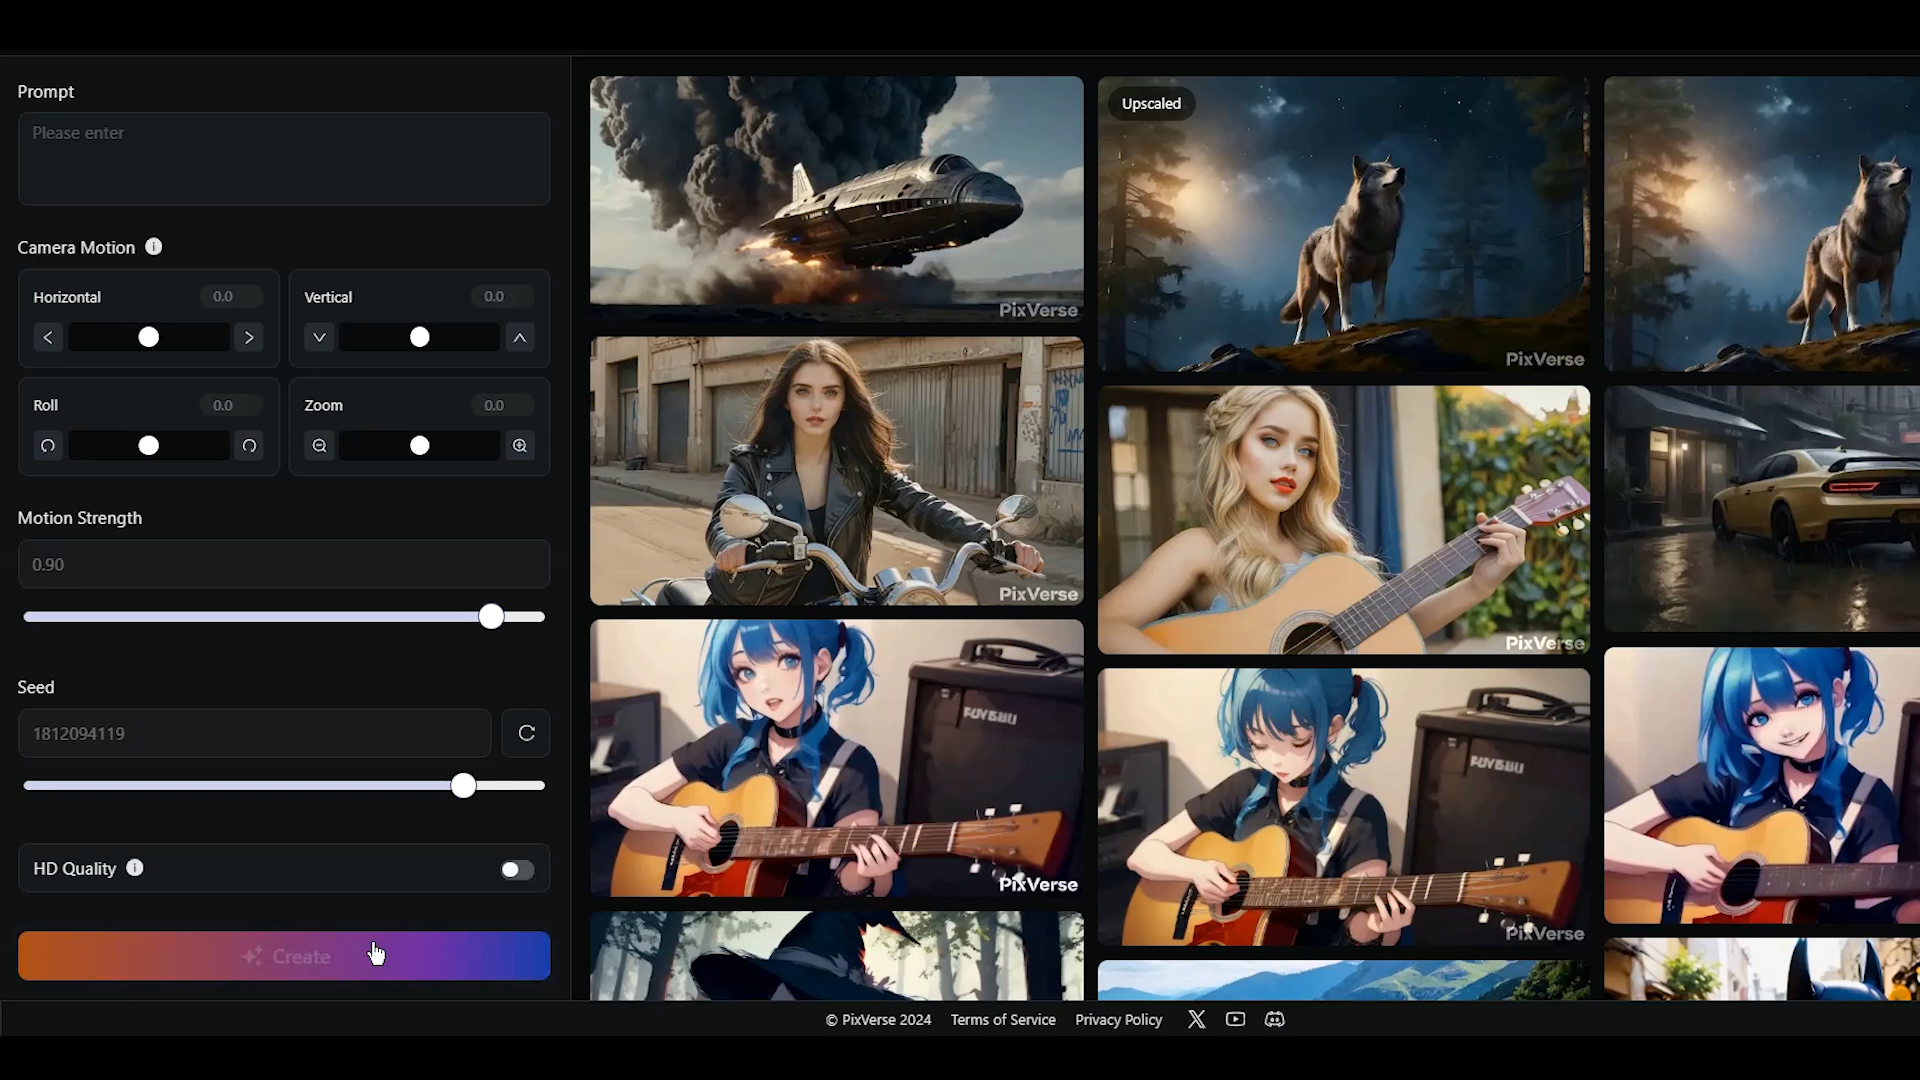 Prompt
Please enter
Camera Motion
Horizontal 0.0
Vertical 0.0
Roll 0.0
Zoom 0.0
Motion Strength
0.90
Seed
1812094119
HD Quality
Create
PixVerse
Upscaled
PixVerse
PixVerse
PixVerse
PixVerse
PixVerse
© PixVerse 2024 Terms of Service Privacy Policy